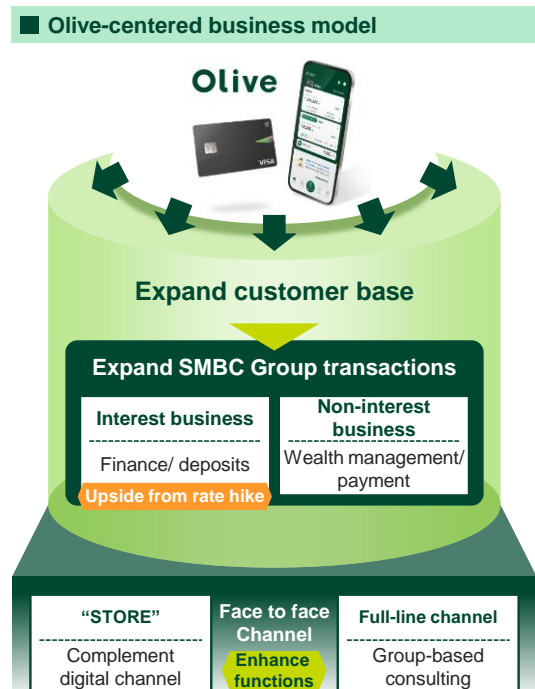 Olive-centered business model
Olive
VISA
Expand customer base
Expand SMBC Group transactions
Interest business
Finance/ deposits
Upside from rate hike
Non-interest
business
Wealth management/
payment
“STORE”
Complement
digital channel
Face to face
Channel
Enhance
functions
Full-line channel
Group-based
consulting